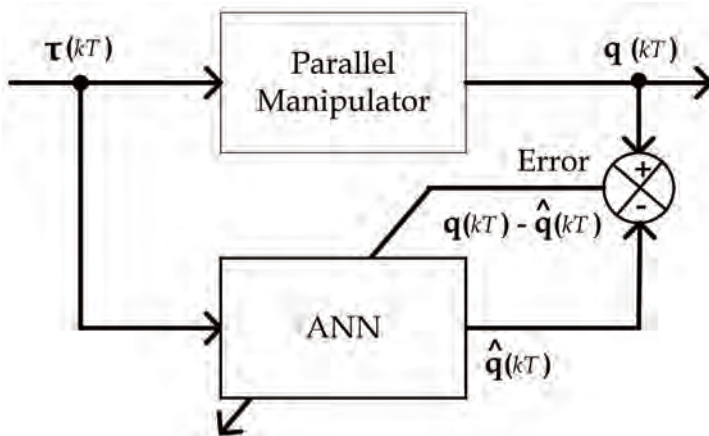 τ(kT)
Parallel
Manipulator
q (kT)
+
-
Error
q(kT) - q̂(kT)
ANN
q̂(kT)